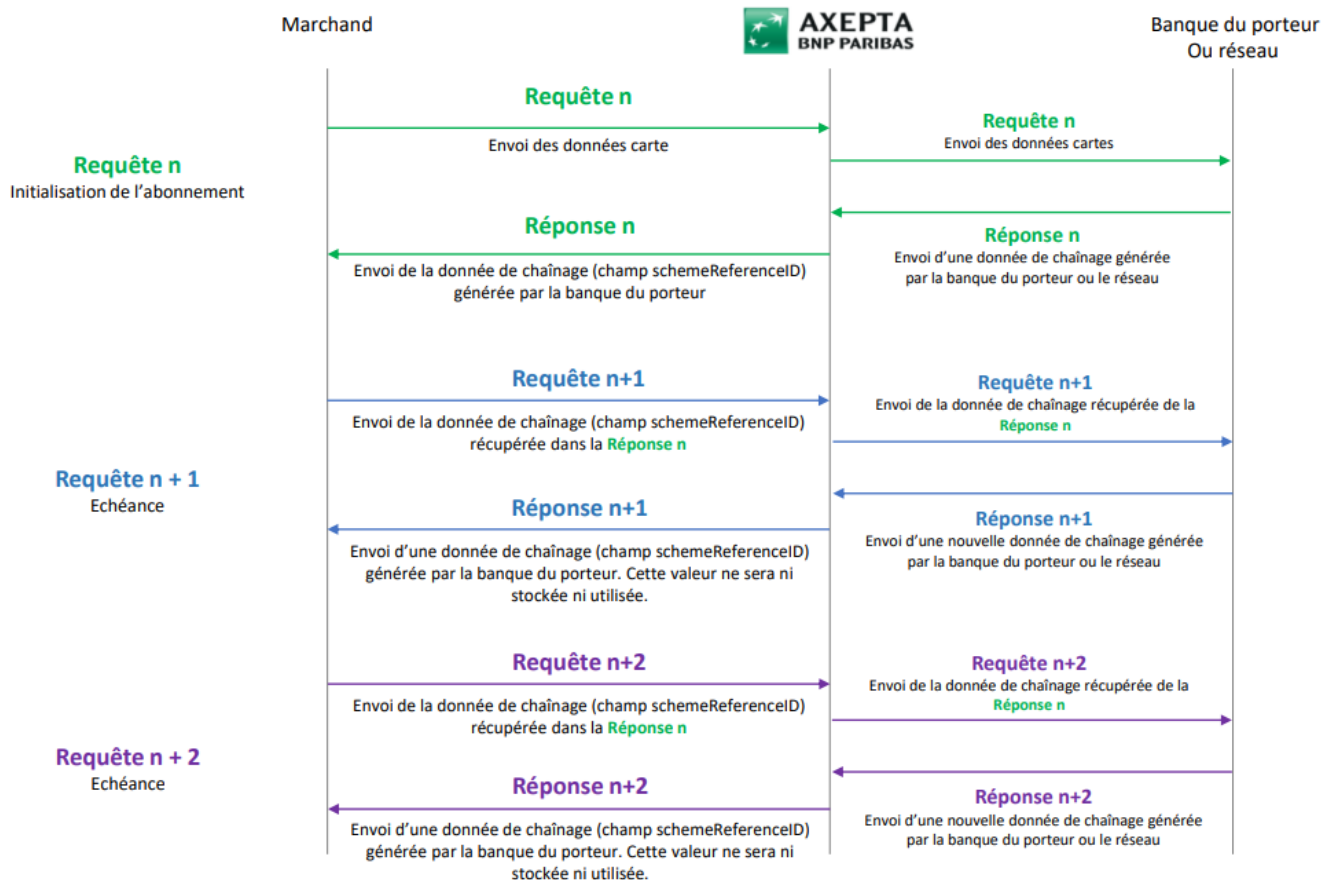 Marchand
AXEPTA
BNP PARIBAS
Banque du porteur
Ou réseau
Requête n
Envoi des données carte
Requête n
Envoi des données cartes
Requête n
Initialisation de l'abonnement
Réponse n
Envoi de la donnée de chaînage (champ schemeReferenceID)
générée par la banque du porteur
Réponse n
Envoi d'une donnée de chaînage générée
par la banque du porteur ou le réseau
Requête n+1
Envoi de la donnée de chaînage (champ schemeReferenceID)
récupérée dans la Réponse n
Requête n+1
Envoi de la donnée de chaînage récupérée de la
Réponse n
Requête n + 1
Echéance
Réponse n+1
Envoi d'une donnée de chaînage (champ schemeReferenceID)
générée par la banque du porteur. Cette valeur ne sera ni
stockée ni utilisée.
Réponse n+1
Envoi d'une nouvelle donnée de chaînage générée
par la banque du porteur ou le réseau
Requête n+2
Envoi de la donnée de chaînage (champ schemeReferenceID)
récupérée dans la Réponse n
Requête n+2
Envoi de la donnée de chaînage récupérée de la
Réponse n
Requête n + 2
Echéance
Réponse n+2
Envoi d'une donnée de chaînage (champ schemeReferenceID)
générée par la banque du porteur. Cette valeur ne sera ni
stockée ni utilisée.
Réponse n+2
Envoi d'une nouvelle donnée de chaînage générée
par la banque du porteur ou le réseau